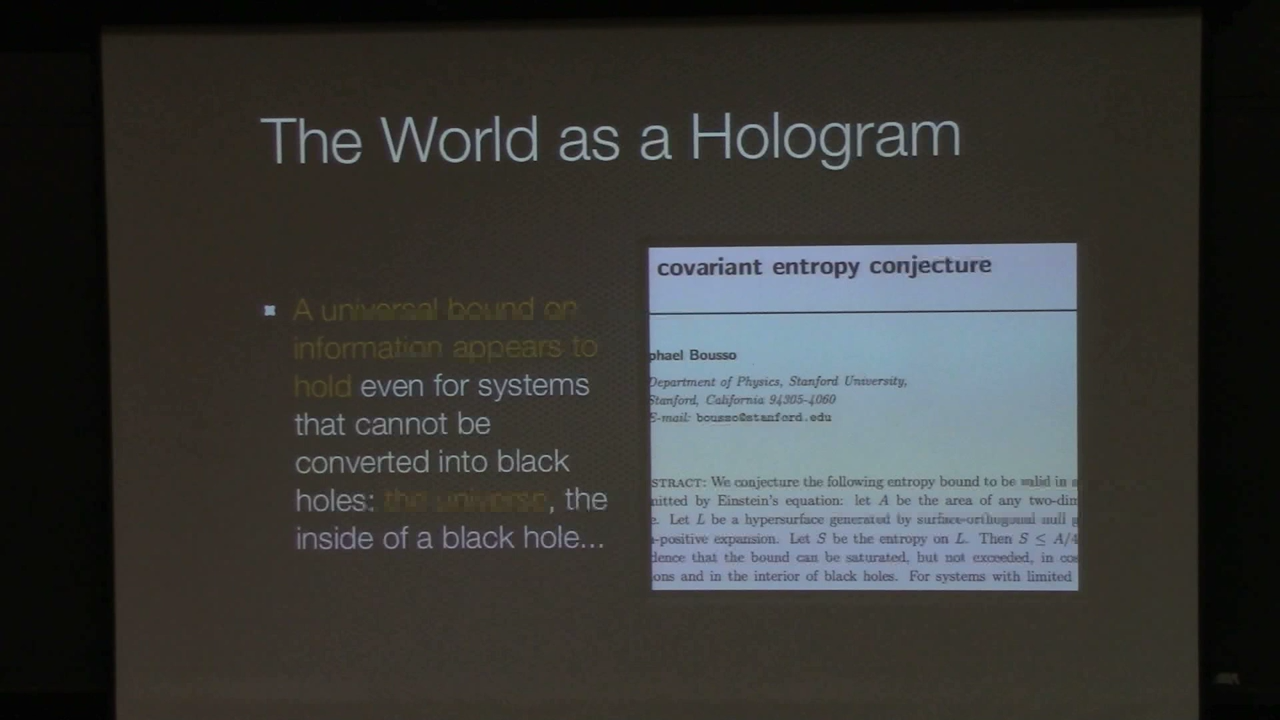 The World as a Hologram
A universal bound on
information appears to
hold even for systems
that cannot be
converted into black
holes: the universe, the
inside of a black hole...
covariant entropy conjecture
phael Bousso
Department of Physics, Stanford University,
Stanford, California 94305-4060
E-mail: bousso@stanford.edu
STRACT: We conjecture the following entropy bound to be valid in
mitted by Einstein's equation: let A be the area of any two-dim
e. Let L be a hypersurface generated by surface-orthogonal null
-positive expansion. Let S be the entropy on L. Then S ≤ A/4
dence that the bound can be saturated, but not exceeded, in cos
ons and in the interior of black holes. For systems with limited